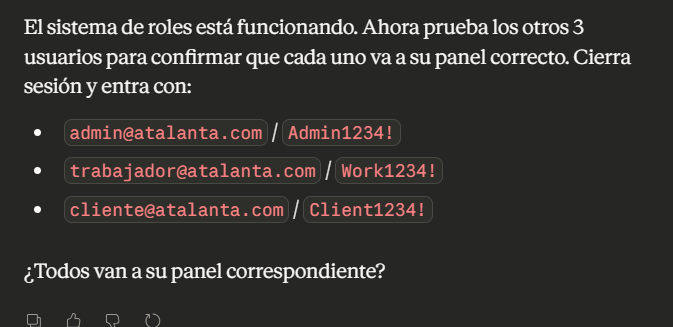 El sistema de roles está funcionando. Ahora prueba los otros 3
usuarios para confirmar que cada uno va a su panel correcto. Cierra
sesión y entra con:
admin@atalanta.com / Admin1234!
trabajador@atalanta.com / Work1234!
cliente@atalanta.com / Client1234!
¿Todos van a su panel correspondiente?